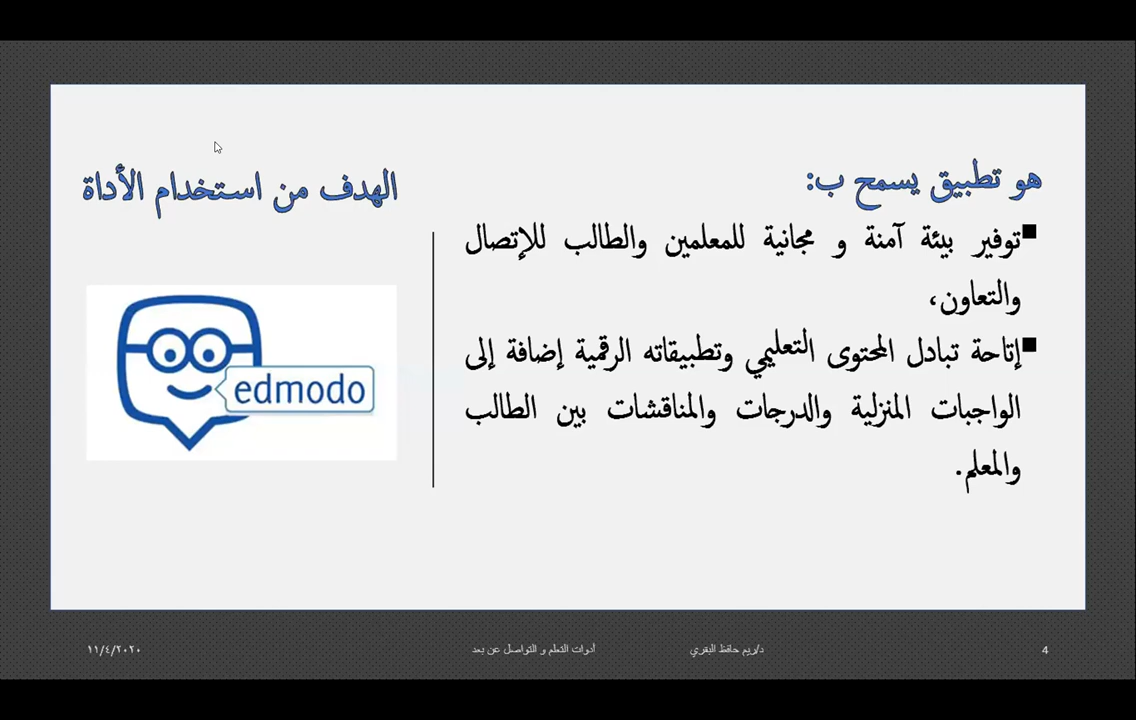 هو تطبيق يسمح ب:
توفير بيئة آمنة و مجانية للمعلمين والطالب للإتصال
والتعاون،
إتاحة تبادل المحتوى التعليمي وتطبيقاته الرقمية إضافة إلى
الواجبات المنزلية والدرجات والمناقشات بين الطالب
والمعلم.
الهدف من استخدام الأداة
edmodo
4
د/ريم حافظ البقري
أدوات التعلم و التواصل عن بعد
١١/٤/٢٠٢٠